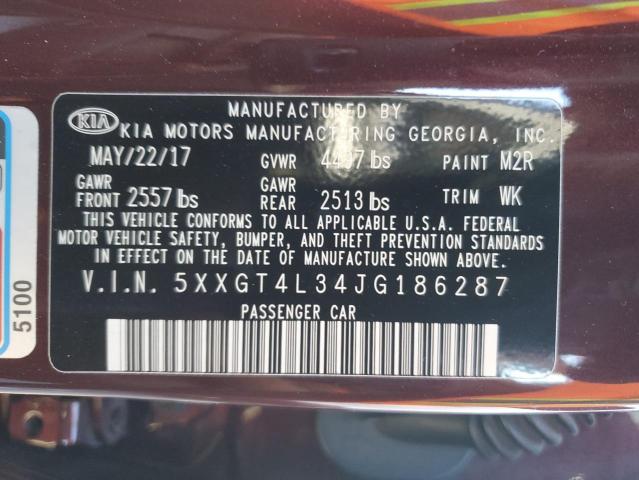 MANUFACTURED BY
KIA KIA MOTORS MANUFACTURING GEORGIA, INC.
MAY/22/17 GVWR lbs PAINT M2R
GAWR FRONT 2557 lbs GAWR REAR 2513 lbs TRIM WK
THIS VEHICLE CONFORMS TO ALL APPLICABLE U.S.A. FEDERAL
MOTOR VEHICLE SAFETY, BUMPER, AND THEFT PREVENTION STANDARDS
IN EFFECT ON THE DATE OF MANUFACTURE SHOWN ABOVE.
V.I.N. 5XXGT4L34JG186287
PASSENGER CAR
5100